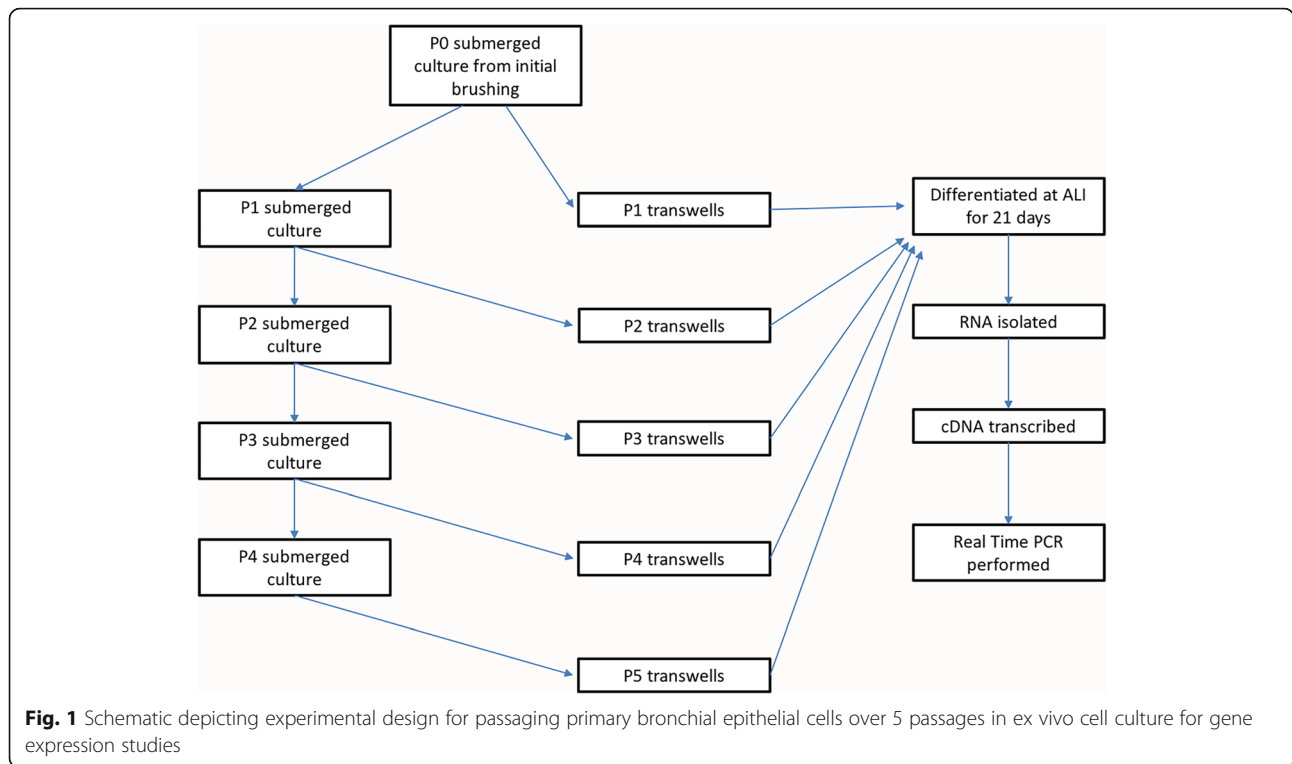 P0 submerged
culture from initial
brushing
P1 submerged
culture
P1 transwells
Differentiated at ALI
for 21 days
P2 submerged
culture
P2 transwells
RNA isolated
P3 submerged
culture
P3 transwells
cDNA transcribed
P4 submerged
culture
P4 transwells
Real Time PCR
performed
P5 transwells
Fig. 1 Schematic depicting experimental design for passaging primary bronchial epithelial cells over 5 passages in ex vivo cell culture for gene
expression studies